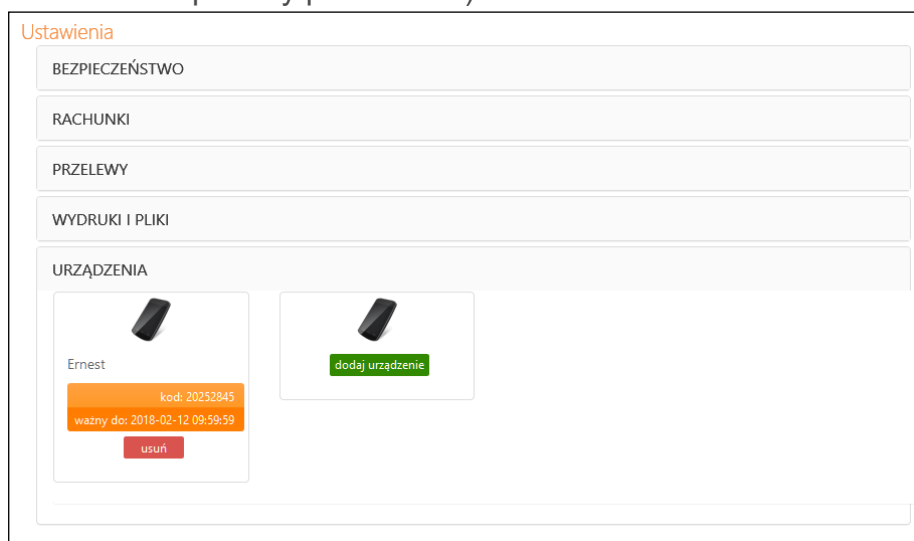 Ustawienia
BEZPIECZEŃSTWO
RACHUNKI
PRZELEWY
WYDRUKI I PLIKI
URZĄDZENIA
Ernest
kod: 20252845
ważny do: 2018-02-12 09:59:59
usuń
dodaj urządzenie